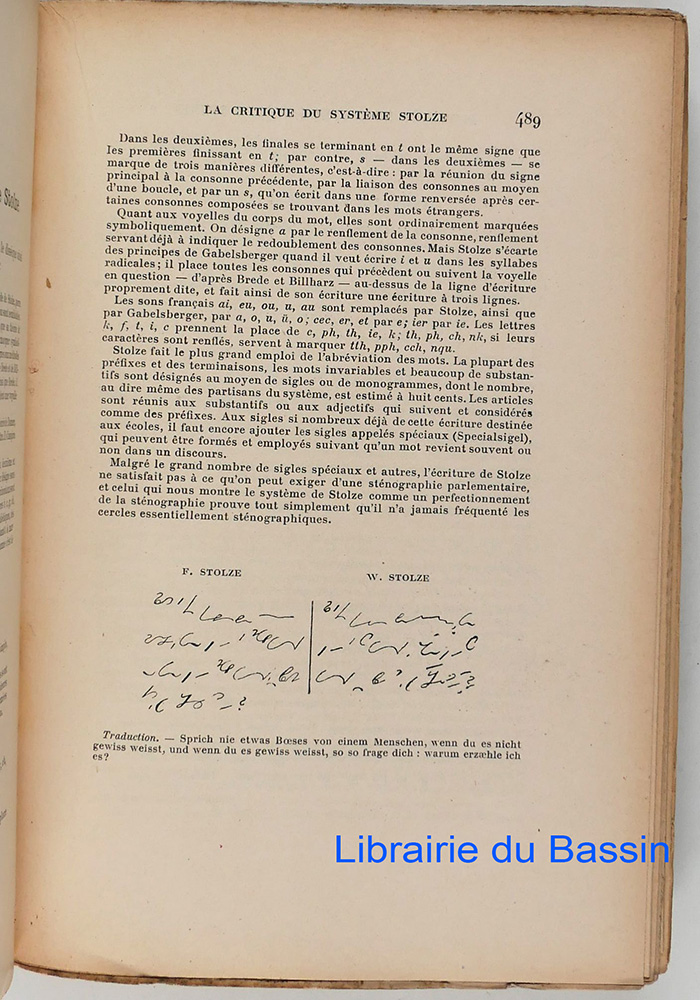 LA CRITIQUE DU SYSTÈME STOLZE 489
Dans les deuxièmes, les finales se terminant en t ont le même signe que
les premières finissant en t; par contre, s — dans les deuxièmes — se
marque de trois manières différentes, c'est-à-dire : par la réunion du signe
principal à la consonne précédente, par la liaison des consonnes au moyen
d'une boucle, et par un s, qu'on écrit dans une forme renversée après cer-
taines consonnes composées se trouvant dans les mots étrangers.
Quant aux voyelles du corps du mot, elles sont ordinairement marquées
symboliquement. On désigne a par le renflement de la consonne, renflement
servant déjà à indiquer le redoublement des consonnes. Mais Stolze s'écarte
des principes de Gabelsberger quand il veut écrire i et u dans les syllabes
radicales; il place toutes les consonnes qui précèdent ou suivent la voyelle
en question — d'après Brede et Billharz — au-dessus de la ligne d'écriture
proprement dite, et fait ainsi de son écriture une écriture à trois lignes.
Les sons français ai, eu, ou, u, au sont remplacés par Stolze, ainsi que
par Gabelsberger, par a, o, u, ü, o; cec, er, et par e; ier par ie. Les lettres
k, f, t, i, c prennent la place de c, ph, th, ie, k; th, ph, ch, nk, si leurs
caractères sont renflés, servent à marquer tth, pph, cch, nqu.
Stolze fait le plus grand emploi de l'abréviation des mots. La plupart des
préfixes et des terminaisons, les mots invariables et beaucoup de substan-
tifs sont désignés au moyen de sigles ou de monogrammes, dont le nombre,
au dire même des partisans du système, est estimé à huit cents. Les articles
sont réunis aux substantifs ou aux adjectifs qui suivent et considérés
comme des préfixes. Aux sigles si nombreux déjà de cette écriture destinée
aux écoles, il faut encore ajouter les sigles appelés spéciaux (Specialsigel),
qui peuvent être formés et employés suivant qu'un mot revient souvent ou
non dans un discours.
Malgré le grand nombre de sigles spéciaux et autres, l'écriture de Stolze
ne satisfait pas à ce qu'on peut exiger d'une sténographie parlementaire,
et celui qui nous montre le système de Stolze comme un perfectionnement
de la sténographie prouve tout simplement qu'il n'a jamais fréquenté les
cercles essentiellement sténographiques.
F. STOLZE
W. STOLZE
Traduction. — Sprich nie etwas Bœses von einem Menschen, wenn du es nicht
gewiss weisst, und wenn du es gewiss weisst, so so frage dich : warum erzæhle ich
es?
Librairie du Bassin